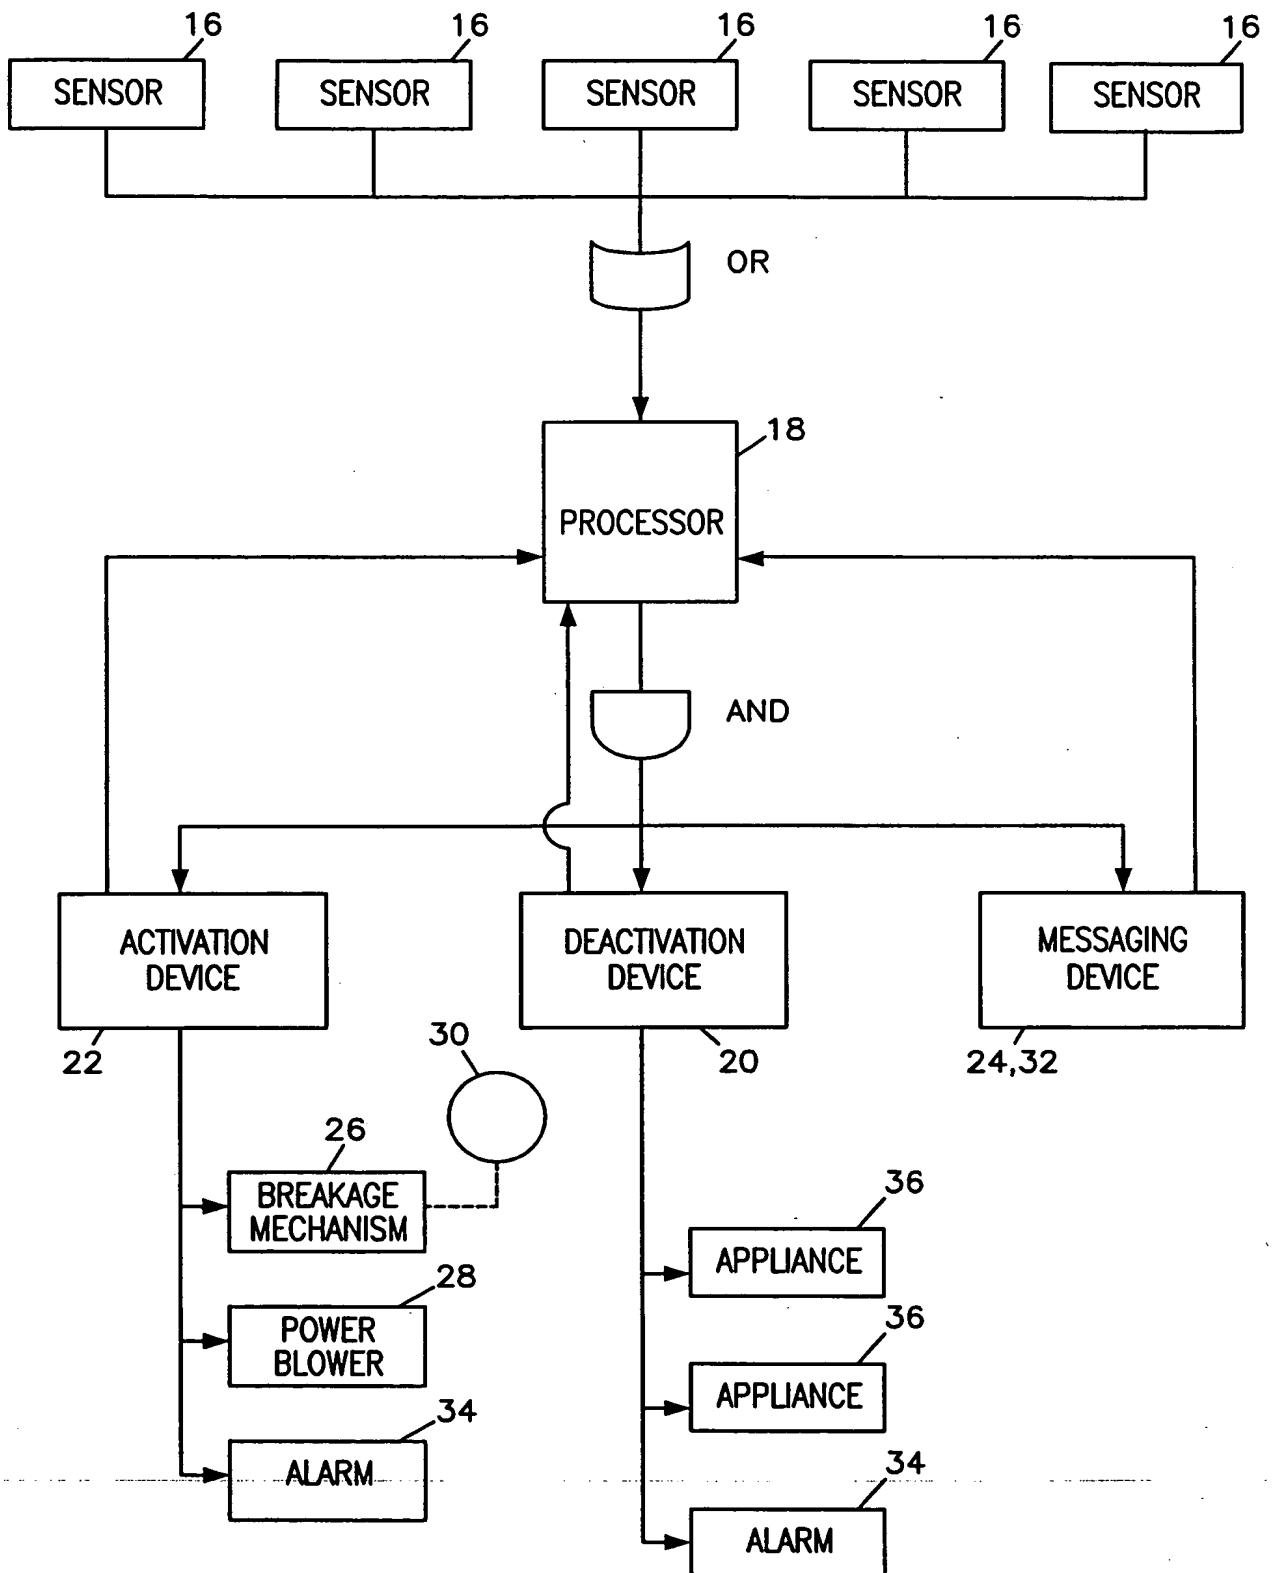 16 16 16 16 16
SENSOR SENSOR SENSOR SENSOR SENSOR
OR
18
PROCESSOR
AND
ACTIVATION
DEVICE
22
DEACTIVATION
DEVICE
20
MESSAGING
DEVICE
24,32
30
26
BREAKAGE
MECHANISM
28
POWER
BLOWER
34
ALARM
36
APPLIANCE
36
APPLIANCE
34
ALARM